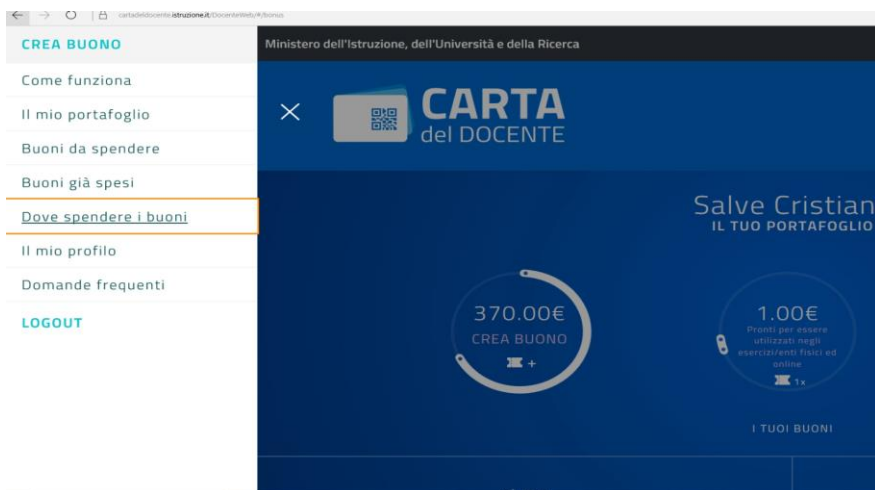 cartadeldocente.istruzione.it/DocenteWeb/#/bonus
CREA BUONO
Come funziona
Il mio portafoglio
Buoni da spendere
Buoni già spesi
Dove spendere i buoni
Il mio profilo
Domande frequenti
LOGOUT
Ministero dell'Istruzione, dell'Università e della Ricerca
CARTA
del DOCENTE
Salve Cristian
IL TUO PORTAFOGLIO
370.00€
CREA BUONO
+
1.00€
Pronti per essere
utilizzati negli
esercizi/enti fisici ed
online
1x
I TUOI BUONI